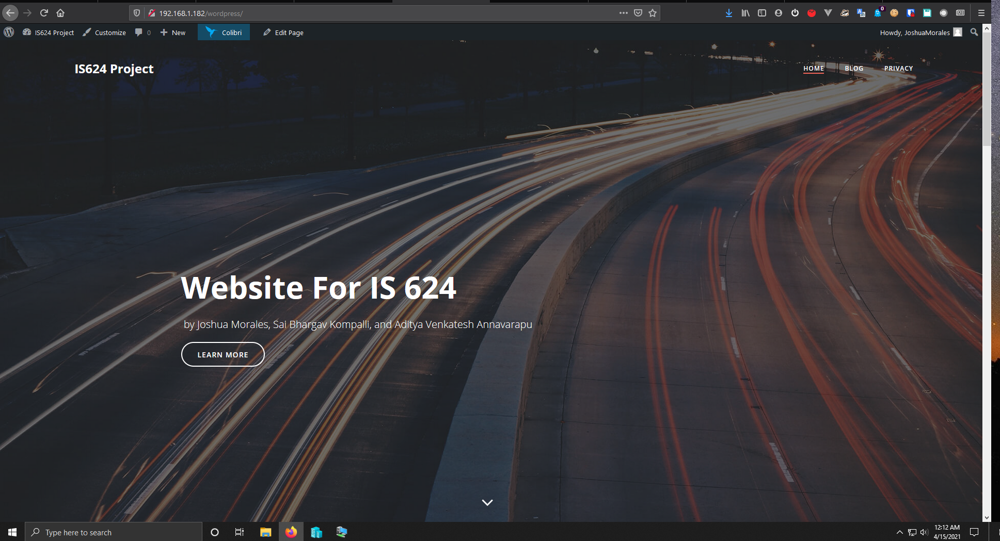 192.168.1.182/wordpress/
0
IS624 Project Customize 0 New Colibri Edit Page Howdy, JoshuaMorales
IS624 Project HOME BLOG PRIVACY
Website For IS 624
by Joshua Morales, Sai Bhargav Kompalli, and Aditya Venkatesh Annavarapu
LEARN MORE
Type here to search
12:12 AM
4/15/2021